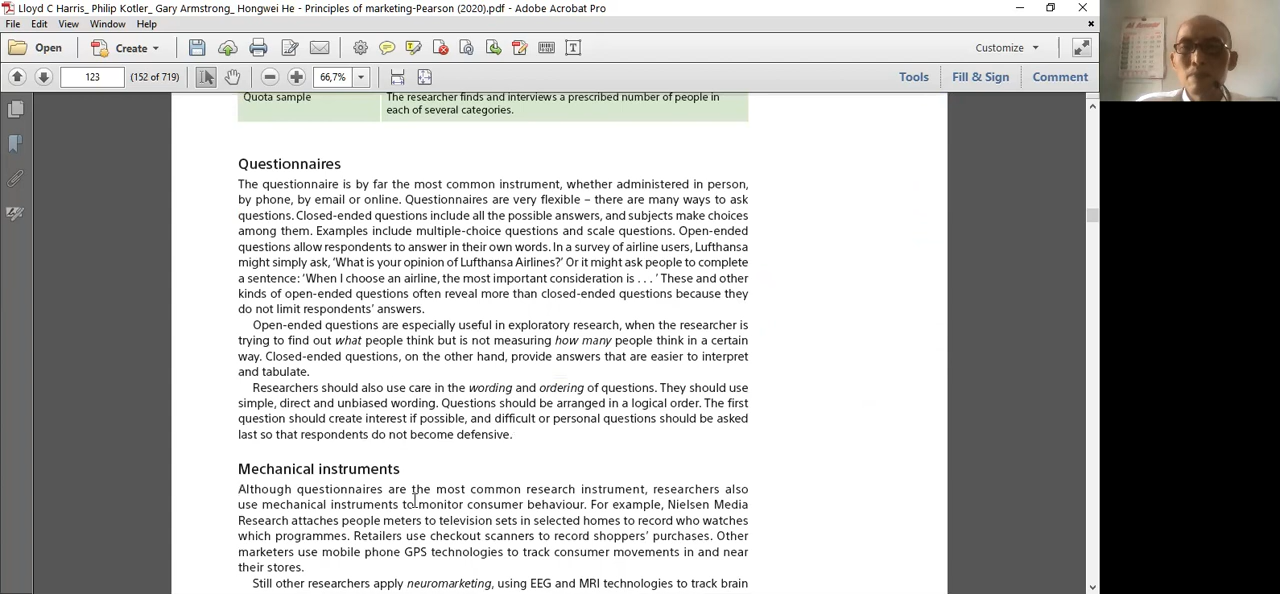 Lloyd C Harris_ Philip Kotler_ Gary Armstrong_ Hongwei He - Principles of marketing-Pearson (2020).pdf - Adobe Acrobat Pro
File Edit View Window Help
Open Create Customize
123 (152 of 719) 66,7% Tools Fill & Sign Comment
Quota sample The researcher finds and interviews a prescribed number of people in
each of several categories.
Questionnaires
The questionnaire is by far the most common instrument, whether administered in person,
by phone, by email or online. Questionnaires are very flexible – there are many ways to ask
questions. Closed-ended questions include all the possible answers, and subjects make choices
among them. Examples include multiple-choice questions and scale questions. Open-ended
questions allow respondents to answer in their own words. In a survey of airline users, Lufthansa
might simply ask, ‘What is your opinion of Lufthansa Airlines?’ Or it might ask people to complete
a sentence: ‘When I choose an airline, the most important consideration is . . .’ These and other
kinds of open-ended questions often reveal more than closed-ended questions because they
do not limit respondents’ answers.
Open-ended questions are especially useful in exploratory research, when the researcher is
trying to find out what people think but is not measuring how many people think in a certain
way. Closed-ended questions, on the other hand, provide answers that are easier to interpret
and tabulate.
Researchers should also use care in the wording and ordering of questions. They should use
simple, direct and unbiased wording. Questions should be arranged in a logical order. The first
question should create interest if possible, and difficult or personal questions should be asked
last so that respondents do not become defensive.
Mechanical instruments
Although questionnaires are the most common research instrument, researchers also
use mechanical instruments to monitor consumer behaviour. For example, Nielsen Media
Research attaches people meters to television sets in selected homes to record who watches
which programmes. Retailers use checkout scanners to record shoppers’ purchases. Other
marketers use mobile phone GPS technologies to track consumer movements in and near
their stores.
Still other researchers apply neuromarketing, using EEG and MRI technologies to track brain